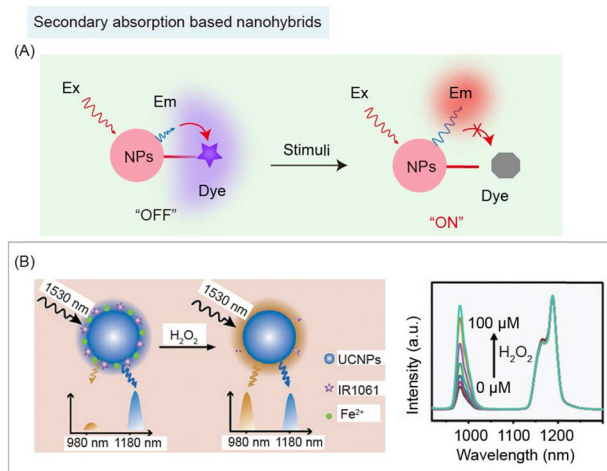 Secondary absorption based nanohybrids
(A)
Ex
Em
NPs
Dye
"OFF"
Stimuli
Ex
Em
NPs
Dye
"ON"
(B)
1530 nm
H₂O₂
1530 nm
UCNPs
IR1061
Fe²⁺
980 nm 1180 nm
980 nm 1180 nm
Intensity (a.u.)
100 μM
H₂O₂
0 μM
1000 1100 1200
Wavelength (nm)